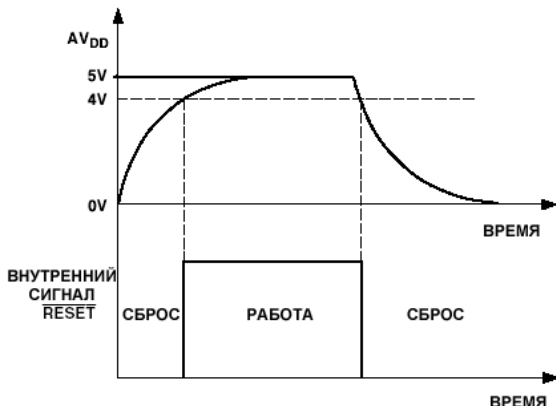 AVDD
5V
4V
0V
ВРЕМЯ
ВНУТРЕННИЙ
СИГНАЛ
RESET
СБРОС
РАБОТА
СБРОС
ВРЕМЯ